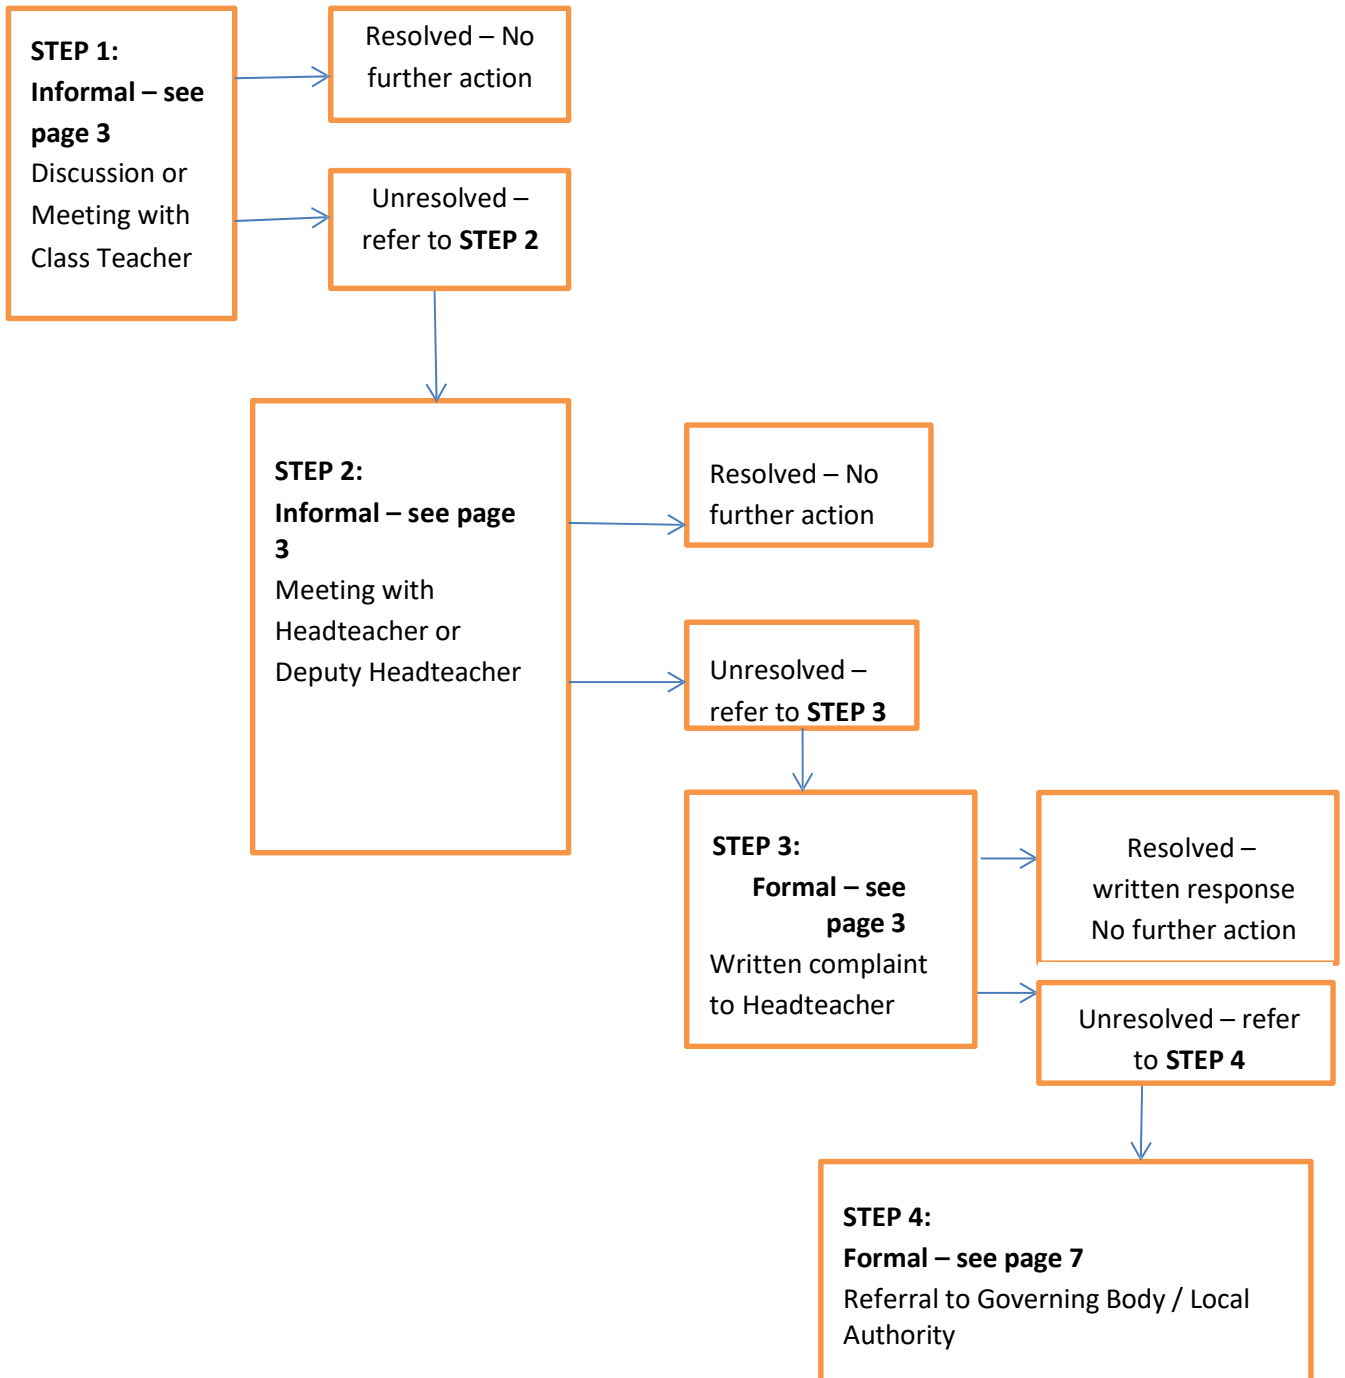 STEP 1:
Informal – see
page 3
Discussion or
Meeting with
Class Teacher
Resolved – No
further action
Unresolved –
refer to STEP 2
STEP 2:
Informal – see page
3
Meeting with
Headteacher or
Deputy Headteacher
Resolved – No
further action
Unresolved –
refer to STEP 3
STEP 3:
Formal – see
page 3
Written complaint
to Headteacher
Resolved –
written response
No further action
Unresolved – refer
to STEP 4
STEP 4:
Formal – see page 7
Referral to Governing Body / Local
Authority